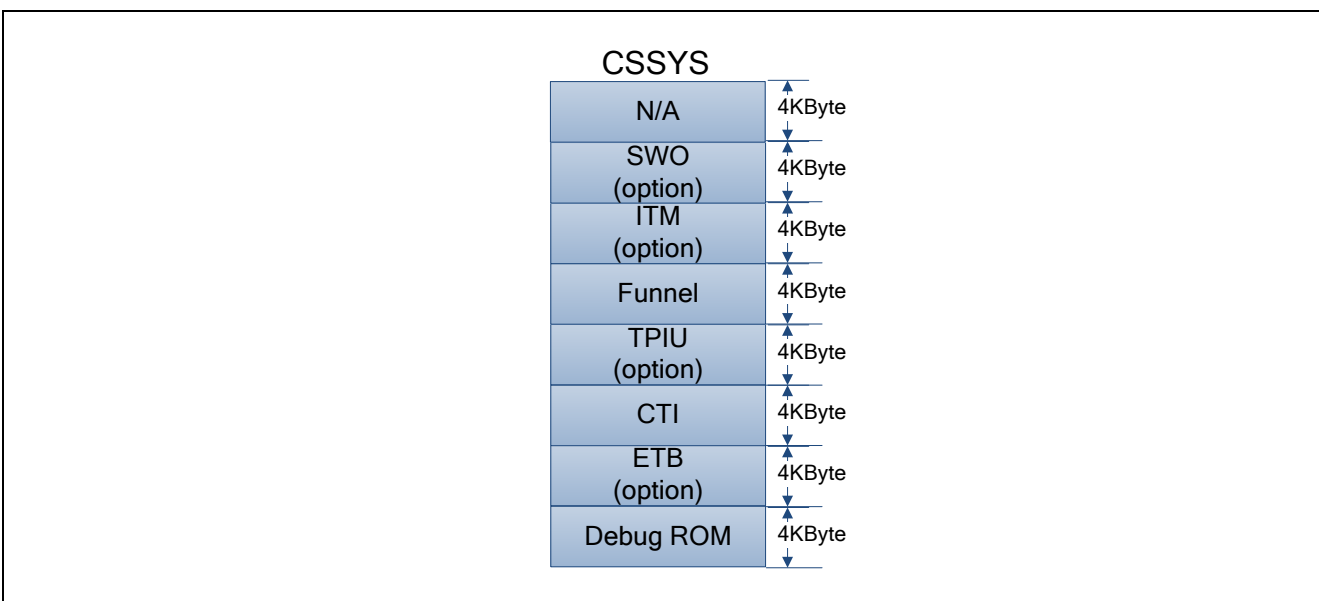 CSSYS
N/A
4KByte
SWO
(option)
4KByte
ITM
(option)
4KByte
Funnel
4KByte
TPIU
(option)
4KByte
CTI
4KByte
ETB
(option)
4KByte
Debug ROM
4KByte